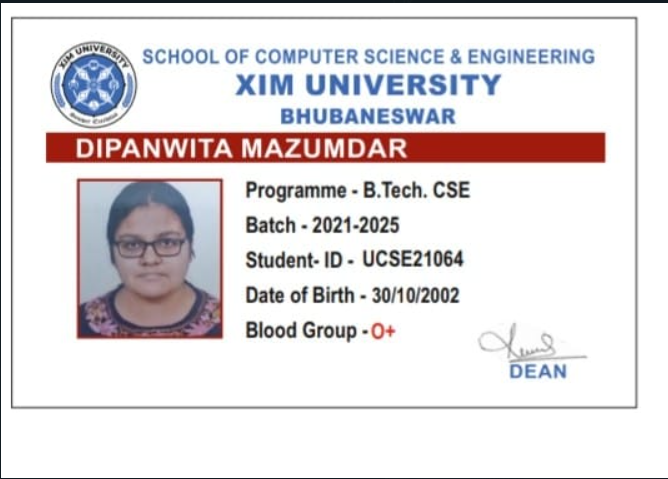 XIM UNIVERSITY
SCHOOL OF COMPUTER SCIENCE & ENGINEERING
XIM UNIVERSITY
BHUBANESWAR
DIPANWITA MAZUMDAR
Programme - B.Tech. CSE
Batch - 2021-2025
Student- ID - UCSE21064
Date of Birth - 30/10/2002
Blood Group - O+
DEAN